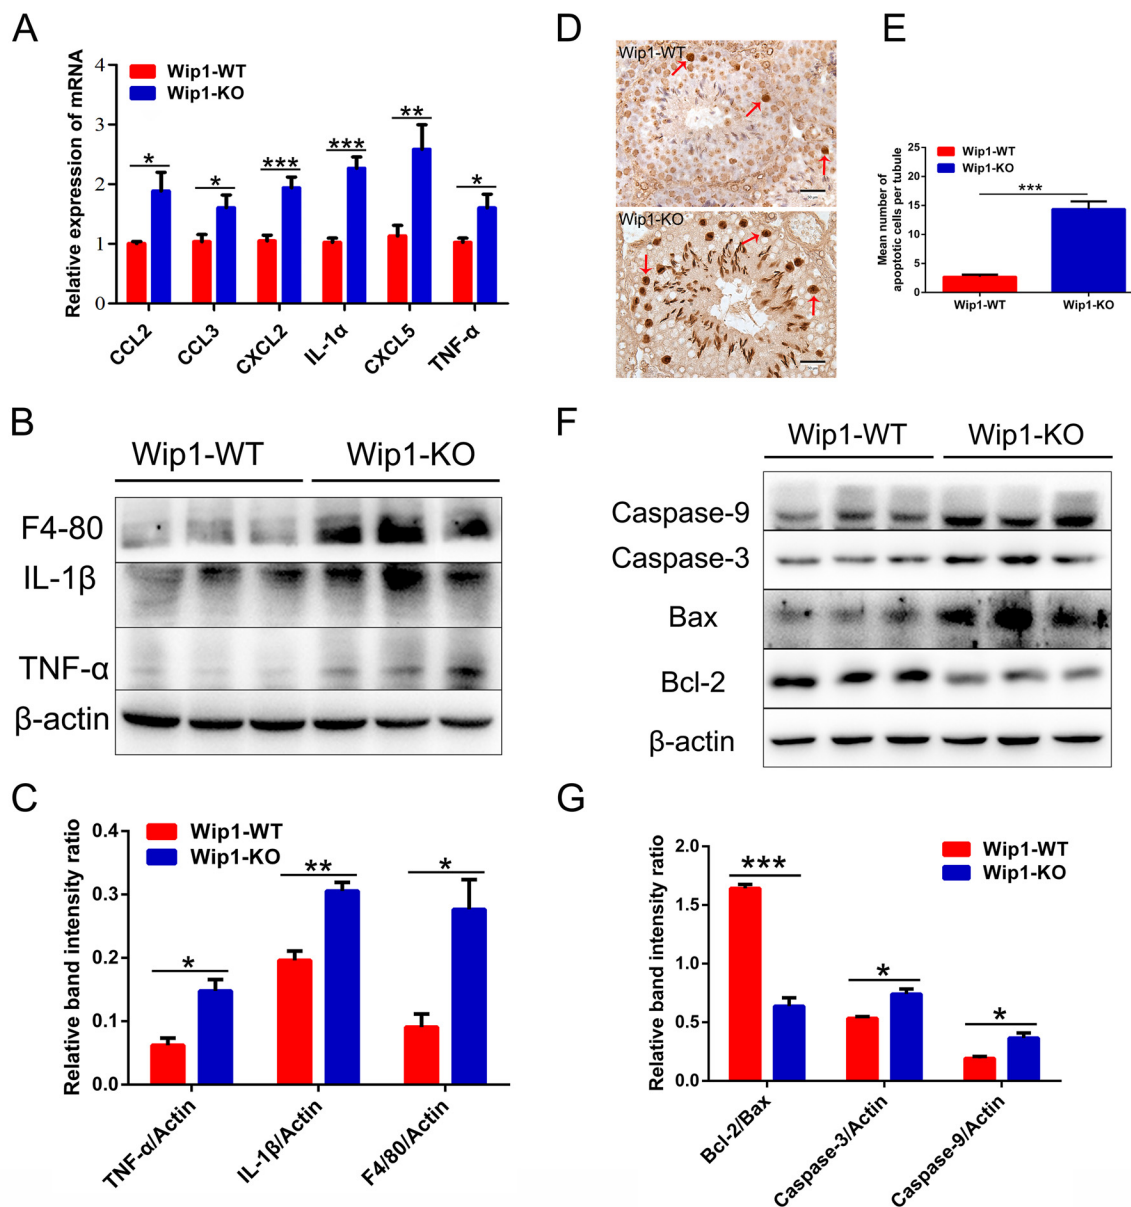 A
Relative expression of mRNA
4
3
2
1
0
Wip1-WT
Wip1-KO
*
*
***
***
**
*
CCL2
CCL3
CXCL2
IL-1α
CXCL5
TNF-α
B
Wip1-WT
Wip1-KO
F4-80
IL-1β
TNF-α
β-actin
C
Relative band intensity ratio
0.4
0.3
0.2
0.1
0.0
Wip1-WT
Wip1-KO
*
**
*
TNF-α/Actin
IL-1β/Actin
F4/80/Actin
D
Wip1-WT
Wip1-KO
E
Mean number of
apoptotic cells per tubule
25
20
15
10
5
0
Wip1-WT
Wip1-KO
***
Wip1-WT
Wip1-KO
F
Wip1-WT
Wip1-KO
Caspase-9
Caspase-3
Bax
Bcl-2
β-actin
G
Relative band intensity ratio
2.0
1.5
1.0
0.5
0.0
Wip1-WT
Wip1-KO
***
*
*
Bcl-2/Bax
Caspase-3/Actin
Caspase-9/Actin